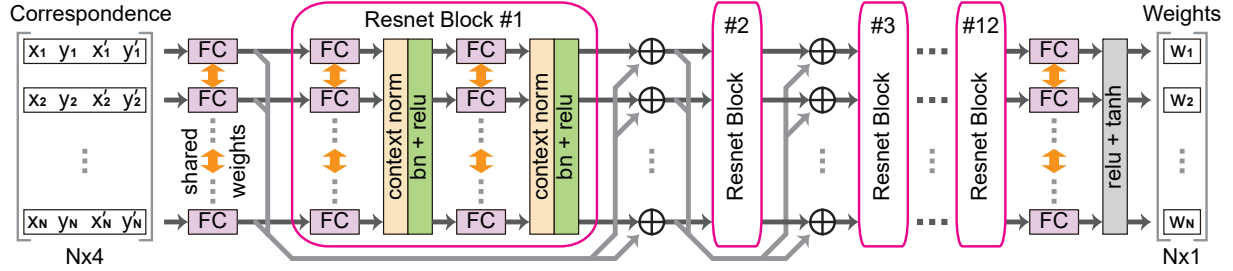 Correspondence
x₁ y₁ x′₁ y′₁
x₂ y₂ x′₂ y′₂
xN yN x′N y′N
Nx4
FC
FC
shared
weights
FC
Resnet Block #1
FC
FC
FC
context norm
bn + relu
FC
FC
FC
context norm
bn + relu
#2
Resnet Block
#3
Resnet Block
#12
Resnet Block
FC
FC
FC
relu + tanh
Weights
w₁
w₂
wN
Nx1